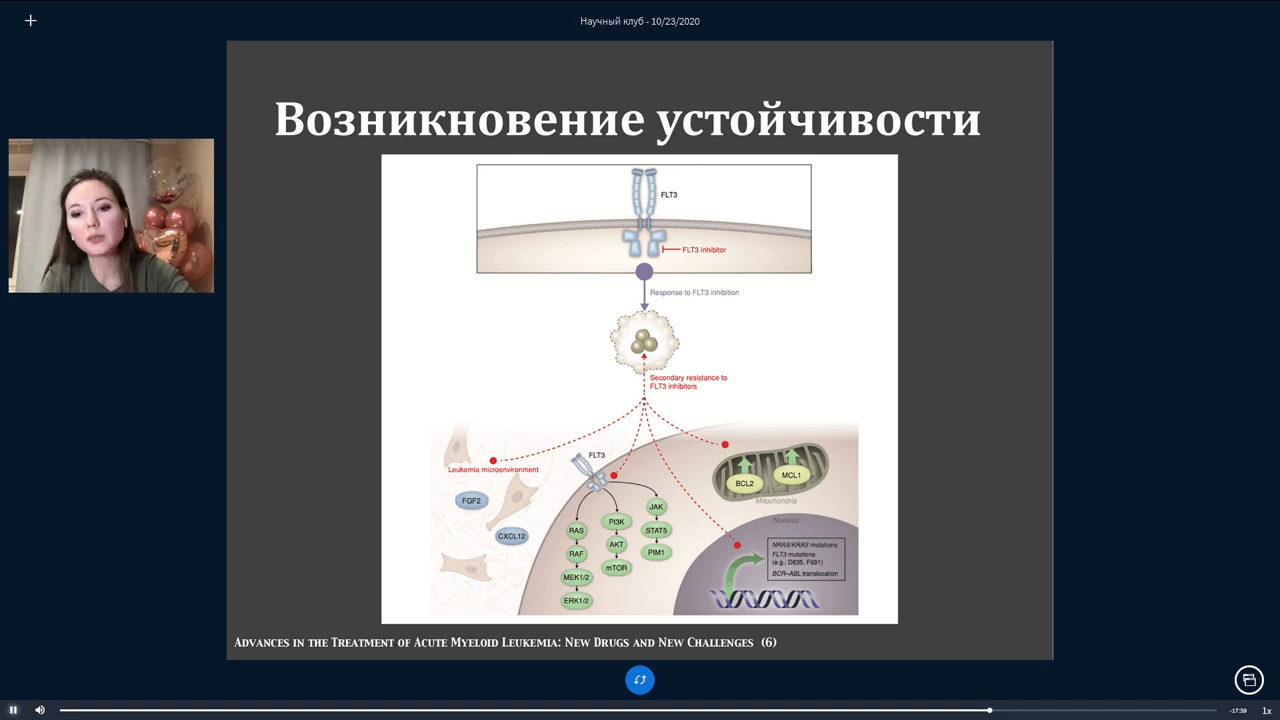 Научный клуб - 10/23/2020
Возникновение устойчивости
FLT3
FLT3 inhibitor
Response to FLT3 inhibition
Secondary resistance to
FLT3 inhibitors
Leukemia microenvironment
FGF2
CXCL12
FLT3
RAS
RAF
MEK1/2
ERK1/2
PI3K
AKT
mTOR
JAK
STAT5
PIM1
BCL2
MCL1
Mitochondria
Nucleus
NRAS/KRAS mutations
FLT3 mutations
(e.g., D835, F691)
BCR–ABL translocation
Advances in the Treatment of Acute Myeloid Leukemia: New Drugs and New Challenges (6)
-17:39
1x